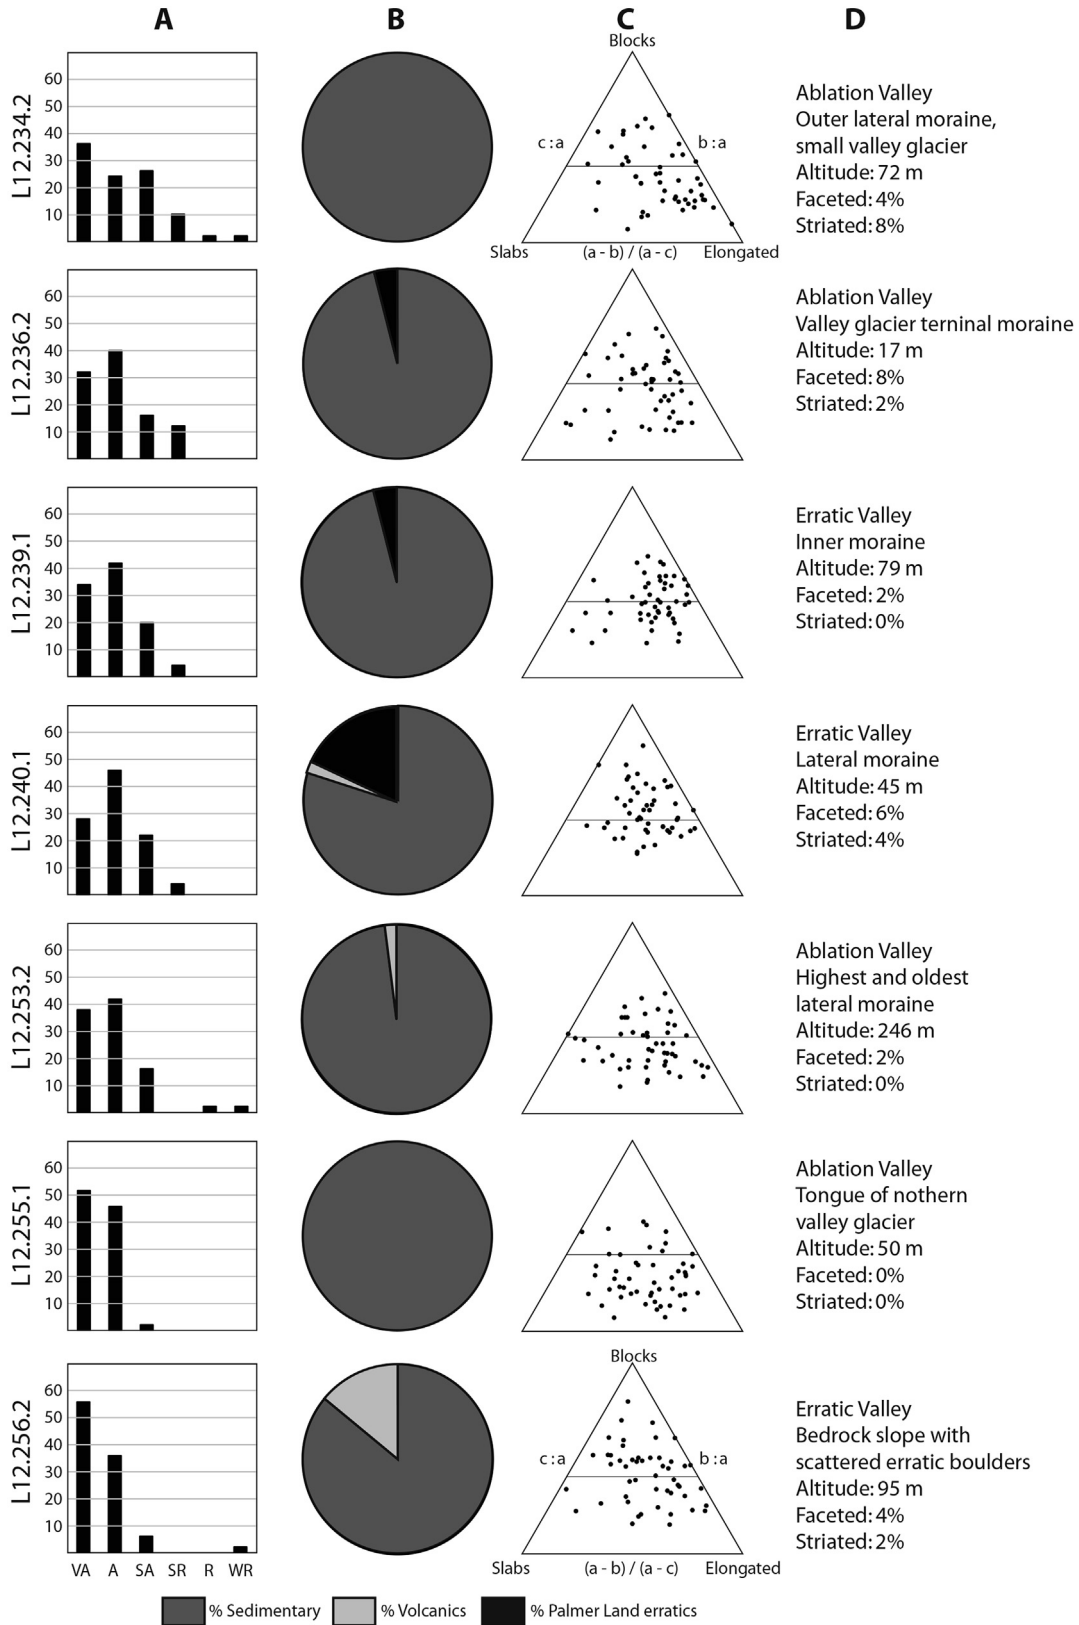 A B C D
L12.234.2
60
50
40
30
20
10
Blocks
c : a
b : a
Slabs (a - b) / (a - c) Elongated
Ablation Valley
Outer lateral moraine,
small valley glacier
Altitude: 72 m
Faceted: 4%
Striated: 8%
L12.236.2
60
50
40
30
20
10
Ablation Valley
Valley glacier terninal moraine
Altitude: 17 m
Faceted: 8%
Striated: 2%
L12.239.1
60
50
40
30
20
10
Erratic Valley
Inner moraine
Altitude: 79 m
Faceted: 2%
Striated: 0%
L12.240.1
60
50
40
30
20
10
Erratic Valley
Lateral moraine
Altitude: 45 m
Faceted: 6%
Striated: 4%
L12.253.2
60
50
40
30
20
10
Ablation Valley
Highest and oldest
lateral moraine
Altitude: 246 m
Faceted: 2%
Striated: 0%
L12.255.1
60
50
40
30
20
10
Ablation Valley
Tongue of nothern
valley glacier
Altitude: 50 m
Faceted: 0%
Striated: 0%
L12.256.2
60
50
40
30
20
10
VA A SA SR R WR
Blocks
c : a
b : a
Slabs (a - b) / (a - c) Elongated
Erratic Valley
Bedrock slope with
scattered erratic boulders
Altitude: 95 m
Faceted: 4%
Striated: 2%
% Sedimentary % Volcanics % Palmer Land erratics